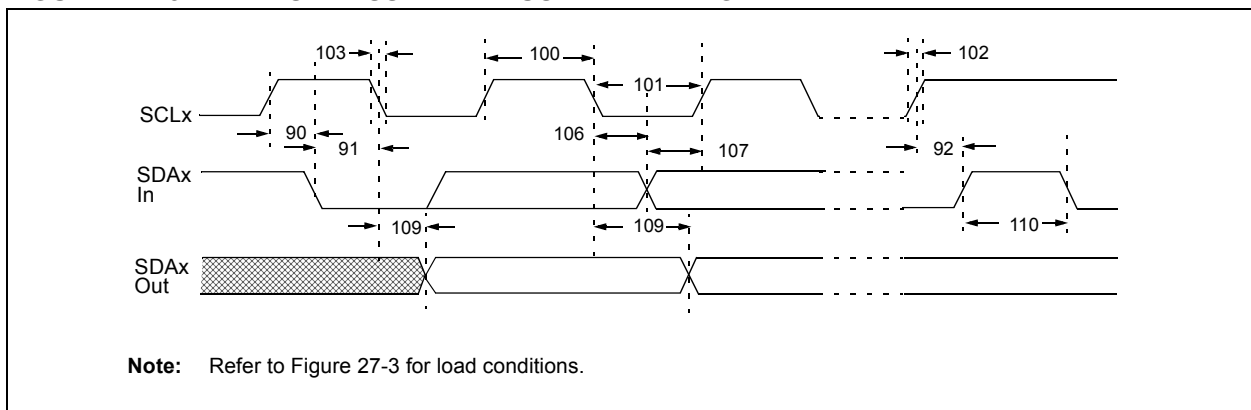 103
100
102
101
SCLx
90
106
91
107
92
SDAx
In
109
109
110
SDAx
Out
Note: Refer to Figure 27-3 for load conditions.